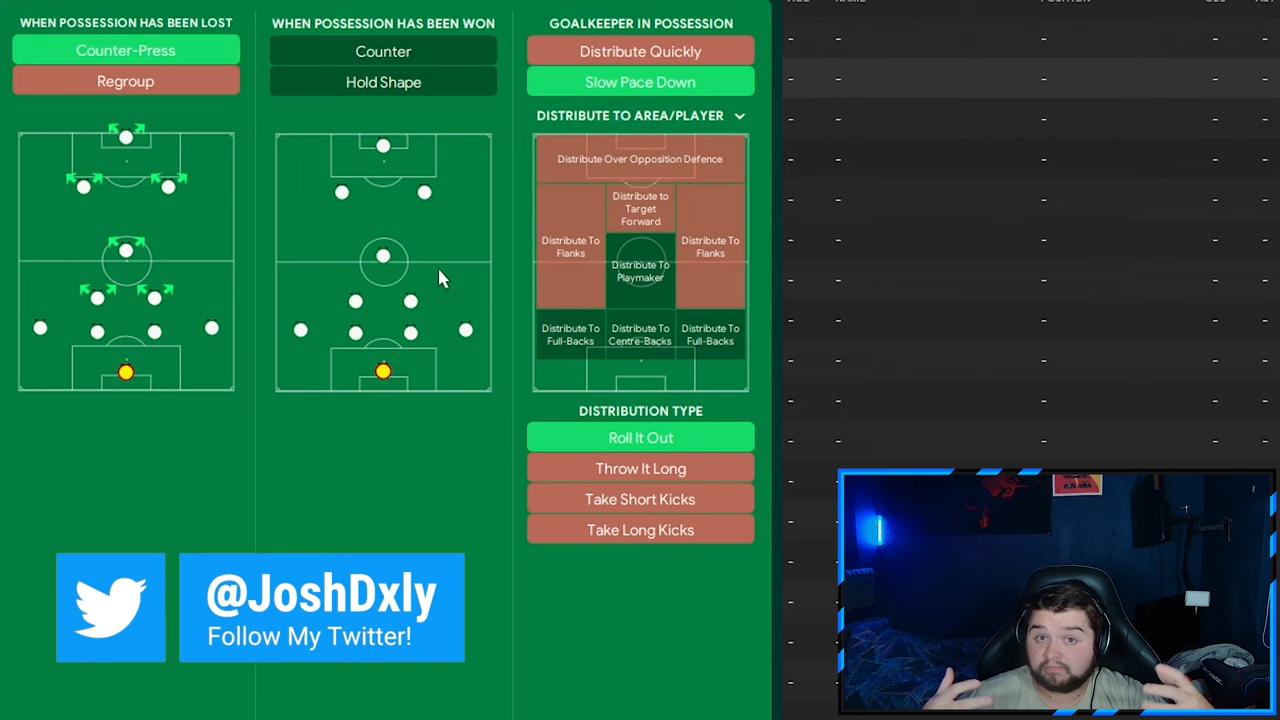 WHEN POSSESSION HAS BEEN LOST
Counter-Press
Regroup
WHEN POSSESSION HAS BEEN WON
Counter
Hold Shape
GOALKEEPER IN POSSESSION
Distribute Quickly
Slow Pace Down
DISTRIBUTE TO AREA/PLAYER
Distribute Over Opposition Defence
Distribute to
Target
Forward
Distribute To
Flanks
Distribute To
Playmaker
Distribute To
Flanks
Distribute To
Full-Backs
Distribute To
Centre-Backs
Distribute To
Full-Backs
DISTRIBUTION TYPE
Roll It Out
Throw It Long
Take Short Kicks
Take Long Kicks
@JoshDxly
Follow My Twitter!